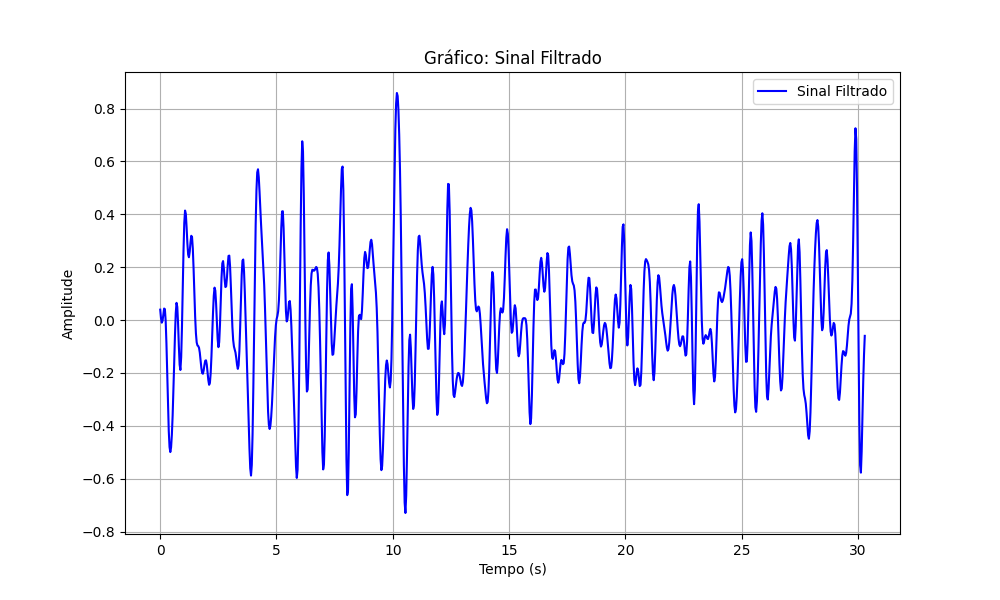 Gráfico: Sinal Filtrado
Sinal Filtrado
Amplitude
0.8
0.6
0.4
0.2
0.0
−0.2
−0.4
−0.6
−0.8
0 5 10 15 20 25 30
Tempo (s)